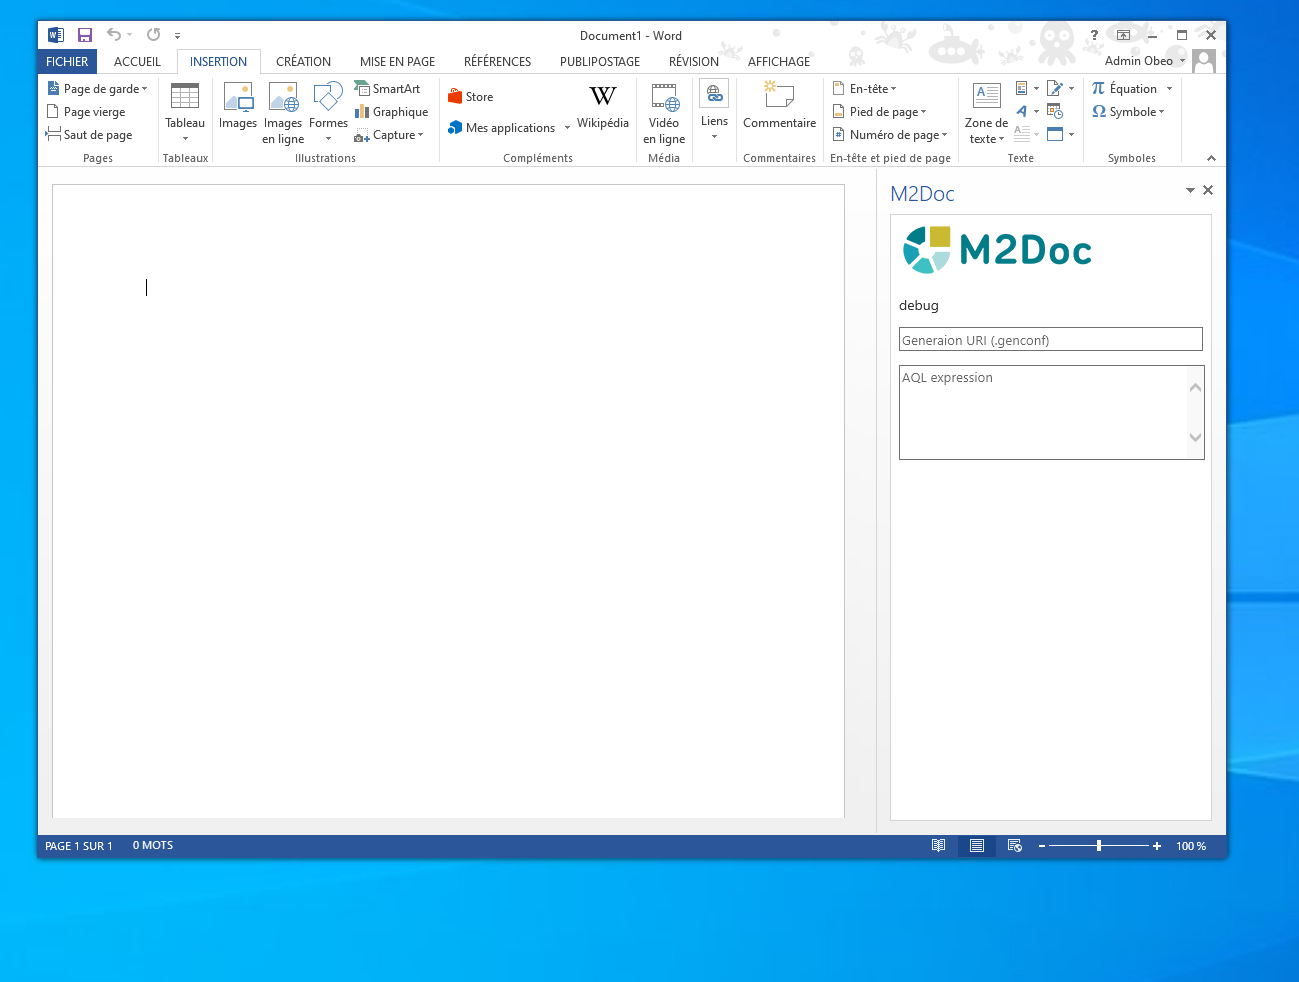 Document1 - Word
?
Admin Obeo
FICHIER ACCUEIL INSERTION CRÉATION MISE EN PAGE RÉFÉRENCES PUBLIPOSTAGE RÉVISION AFFICHAGE
Page de garde
Page vierge
Saut de page
Pages
Tableau
Tableaux
Images
Images
en ligne
Formes
SmartArt
Graphique
Capture
Illustrations
Store
Mes applications
W
Wikipédia
Compléments
Vidéo
en ligne
Média
Liens
Commentaire
Commentaires
En-tête
Pied de page
# Numéro de page
En-tête et pied de page
A
Zone de
texte
A
A
Texte
π Équation
Ω Symbole
Symboles
M2Doc
M2Doc
debug
Generaion URI (.genconf)
AQL expression
PAGE 1 SUR 1 0 MOTS
100 %